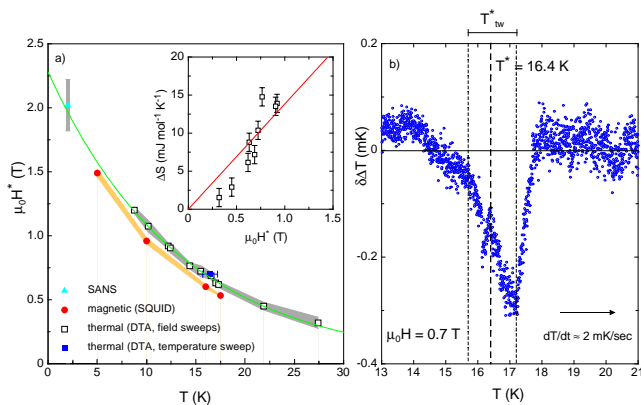 a)
μ₀H* (T)
2.5
2.0
1.5
1.0
0.5
0.0
0 5 10 15 20 25 30
T (K)
SANS
magnetic (SQUID)
thermal (DTA, field sweeps)
thermal (DTA, temperature sweep)
ΔS (mJ mol⁻¹ K⁻¹)
25
20
15
10
5
0
0.0 0.5 1.0 1.5
μ₀H* (T)
T*tw
b)
T* = 16.4 K
δΔT (mK)
0.2
0.0
-0.2
-0.4
μ₀H = 0.7 T
dT/dt ≈ 2 mK/sec
13 14 15 16 17 18 19 20 21
T (K)